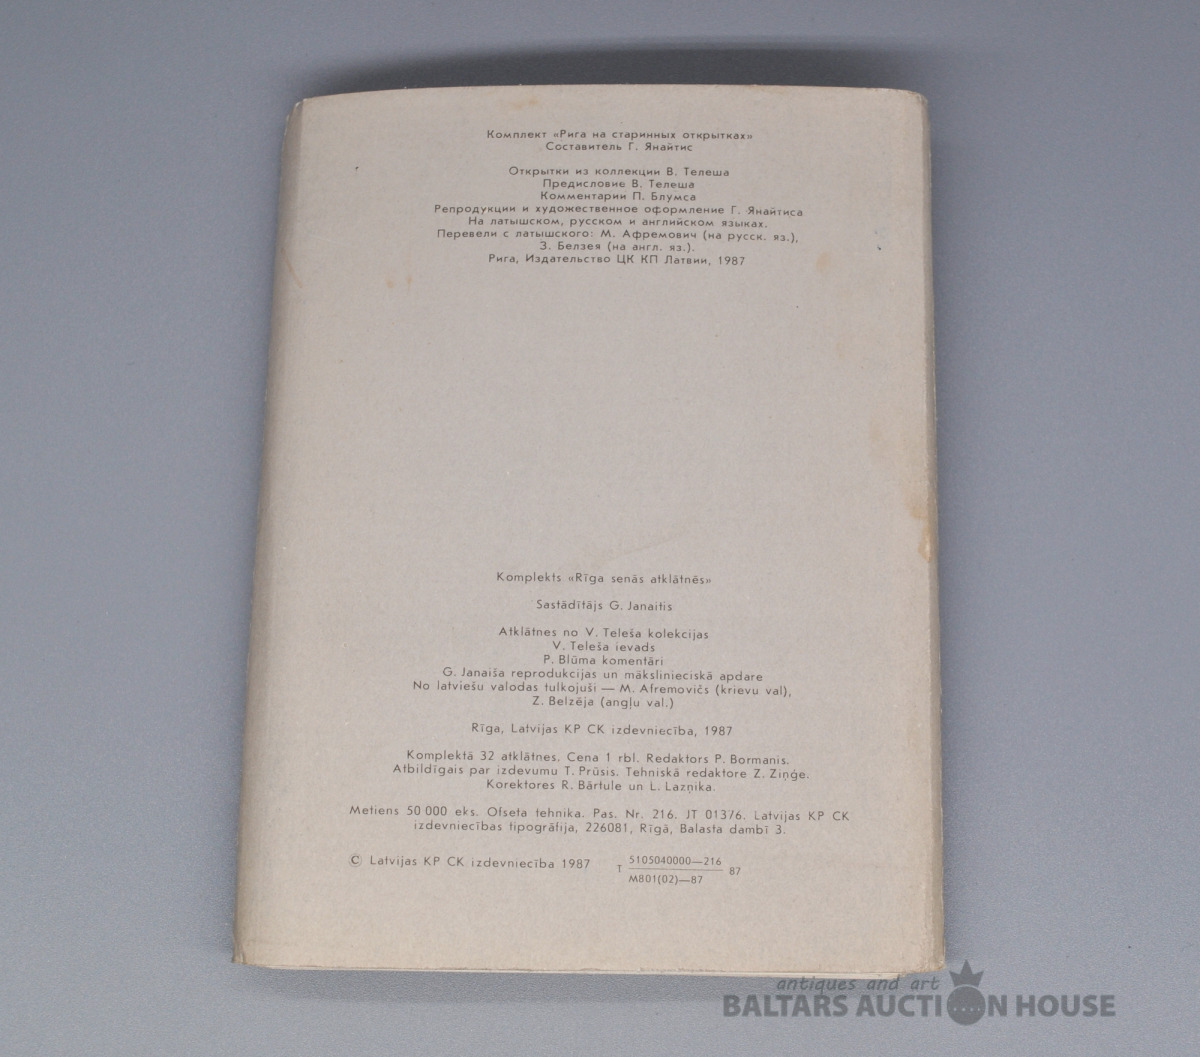 Комплект «Рига на старинных открытках»
Составитель Г. Янайтис
Открытки из коллекции В. Телеша
Предисловие В. Телеша
Комментарии П. Блумса
Репродукции и художественное оформление Г. Янайтиса
На латышском, русском и английском языках.
Перевели с латышского: М. Афремович (на русск. яз.),
З. Белзея (на англ. яз.).
Рига, Издательство ЦК КП Латвии, 1987
Komplekts «Rīga senās atklātnēs»
Sastādītājs G. Janaitis
Atklātnes no V. Teleša kolekcijas
V. Teleša ievads
P. Blūma komentāri
G. Janaiša reprodukcijas un mākslinieciskā apdare
No latviešu valodas tulkojuši — M. Afremovičs (krievu val),
Z. Belzēja (angļu val.)
Rīga, Latvijas KP CK izdevniecība, 1987
Komplektā 32 atklātnes. Cena 1 rbl. Redaktors P. Bormanis.
Atbildīgais par izdevumu T. Prūsis. Tehniskā redaktore Z. Ziņģe.
Korektores R. Bārtule un L. Lazņika.
Metiens 50 000 eks. Ofseta tehnika. Pas. Nr. 216. JT 01376. Latvijas KP CK
izdevniecības tipogrāfija, 226081, Rīgā, Balasta dambī 3.
© Latvijas KP CK izdevniecība 1987
т 5105040000—216 87
М801(02)—87
antiques and art
BALTARS AUCTION HOUSE